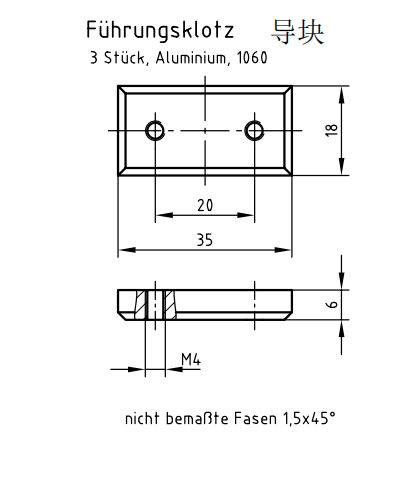 Führungsklotz 导块
3 Stück, Aluminium, 1060
18
20
35
6
M4
nicht bemaßte Fasen 1,5x45°